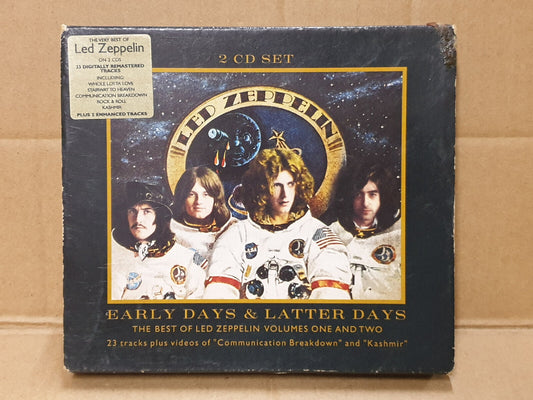 THE VERY BEST OF
Led Zeppelin
ON 2 CDS
23 DIGITALLY REMASTERED
TRACKS
INCLUDING
WHOLE LOTTA LOVE
STAIRWAY TO HEAVEN
COMMUNICATION BREAKDOWN
ROCK & ROLL
KASHMIR
PLUS 2 ENHANCED TRACKS
2 CD SET
LED ZEPPELIN
EARLY DAYS & LATTER DAYS
THE BEST OF LED ZEPPELIN VOLUMES ONE AND TWO
23 tracks plus videos of "Communication Breakdown" and "Kashmir"